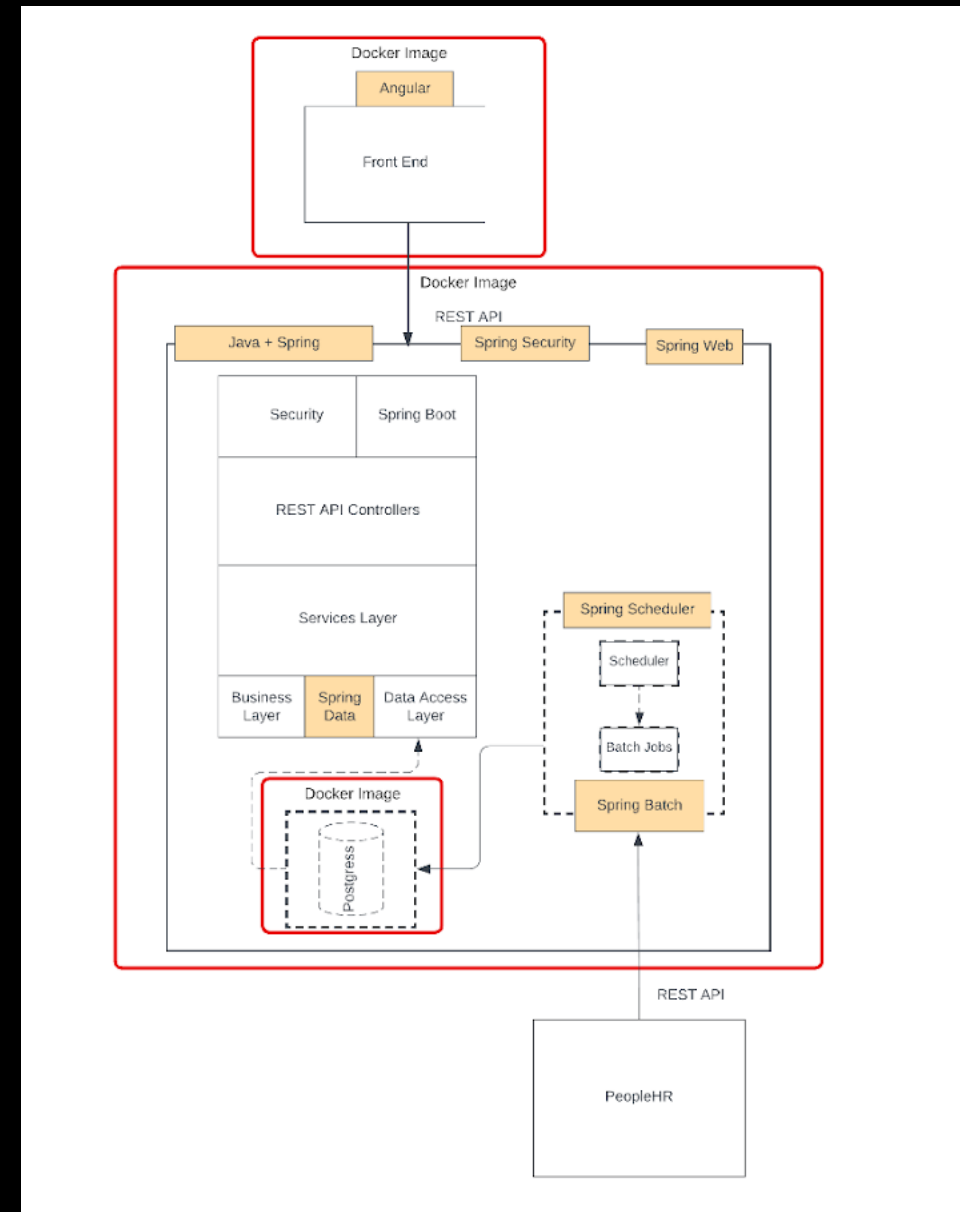 Docker Image
Angular
Front End
Docker Image
REST API
Java + Spring
Spring Security
Spring Web
Security
Spring Boot
REST API Controllers
Services Layer
Business
Layer
Spring
Data
Data Access
Layer
Spring Scheduler
Scheduler
Batch Jobs
Spring Batch
Docker Image
Postgress
REST API
PeopleHR